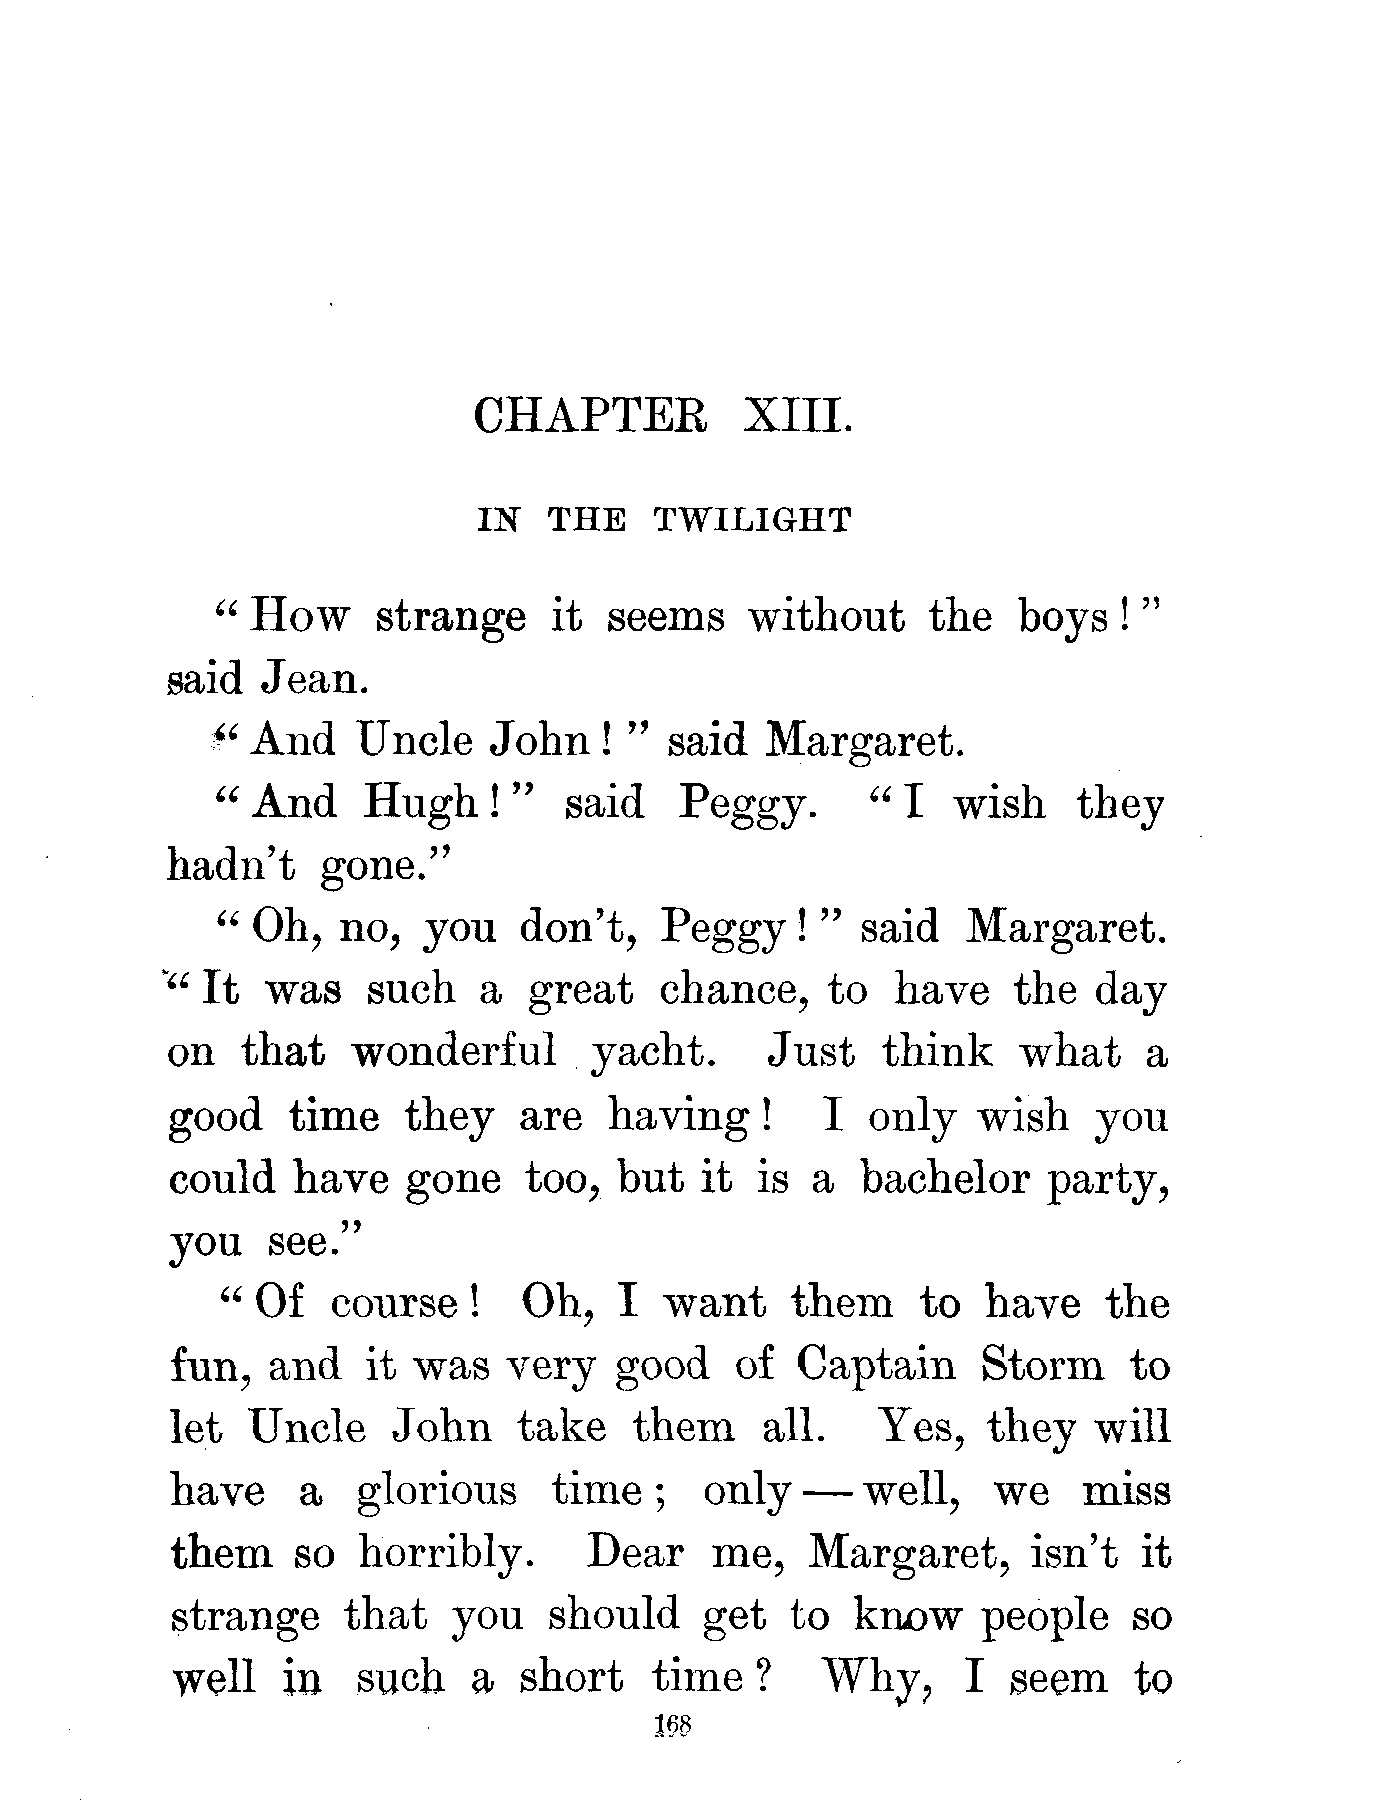 CHAPTER XIII.
IN THE TWILIGHT
“ How strange it seems without the boys ! ”
said Jean.
“ And Uncle John ! ” said Margaret.
“ And Hugh ! ” said Peggy. “ I wish they
hadn’t gone.”
“ Oh, no, you don’t, Peggy ! ” said Margaret.
“ It was such a great chance, to have the day
on that wonderful yacht. Just think what a
good time they are having ! I only wish you
could have gone too, but it is a bachelor party,
you see.”
“ Of course ! Oh, I want them to have the
fun, and it was very good of Captain Storm to
let Uncle John take them all. Yes, they will
have a glorious time ; only — well, we miss
them so horribly. Dear me, Margaret, isn’t it
strange that you should get to know people so
well in such a short time ? Why, I seem to
168